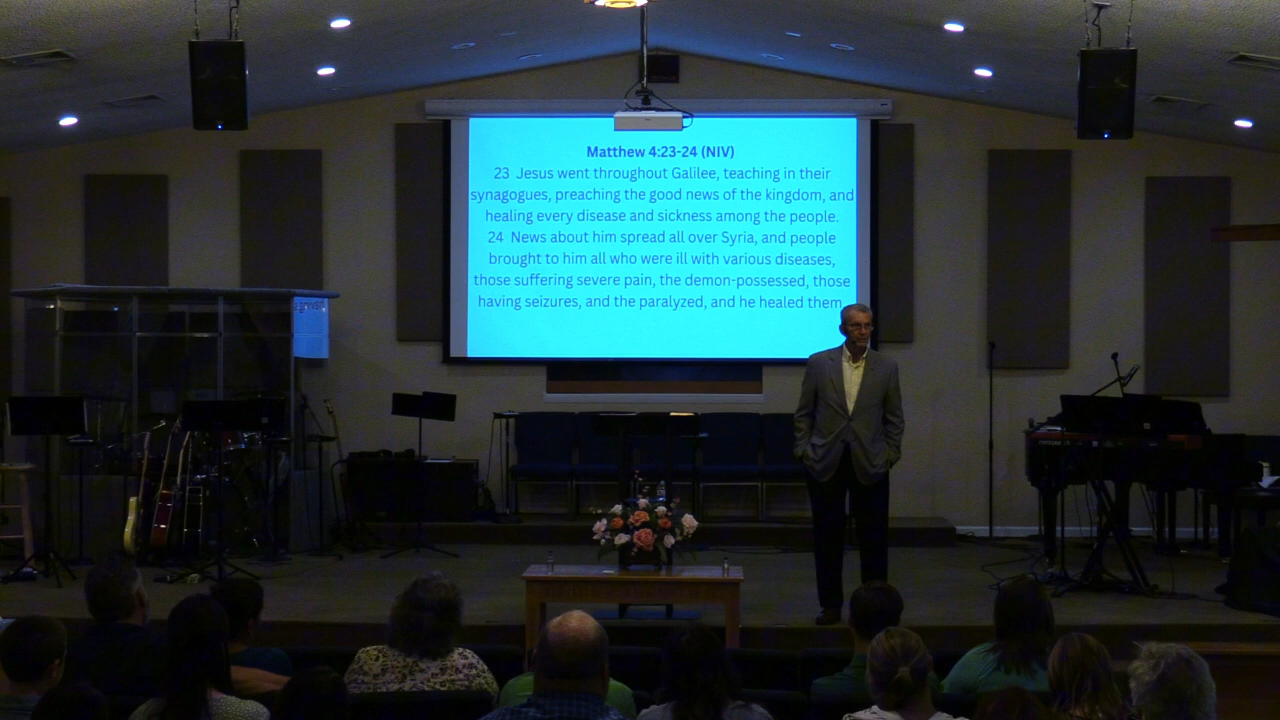 Matthew 4:23-24 (NIV)
23 Jesus went throughout Galilee, teaching in their
synagogues, preaching the good news of the kingdom, and
healing every disease and sickness among the people.
24 News about him spread all over Syria, and people
brought to him all who were ill with various diseases,
those suffering severe pain, the demon-possessed, those
having seizures, and the paralyzed, and he healed them